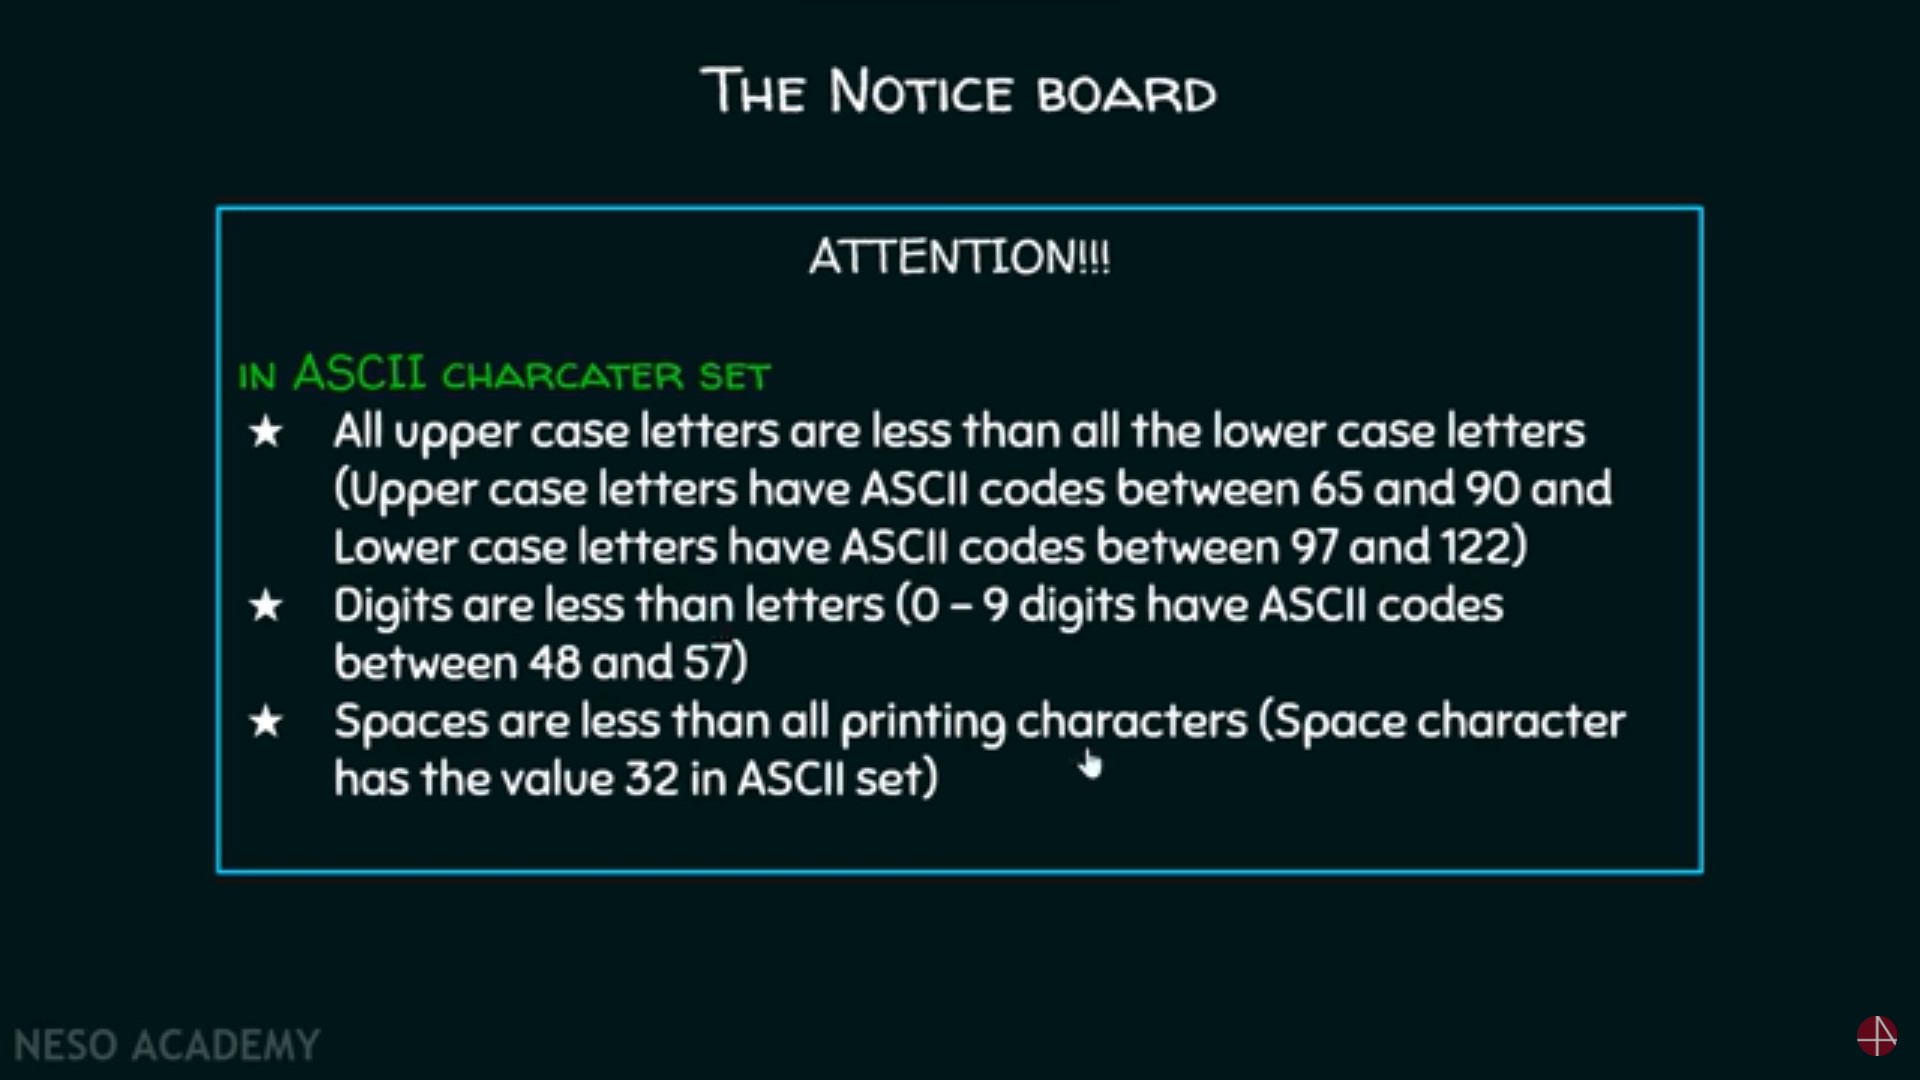 THE NOTICE BOARD
ATTENTION!!!
IN ASCII CHARCATER SET
★ All upper case letters are less than all the lower case letters
(Upper case letters have ASCII codes between 65 and 90 and
Lower case letters have ASCII codes between 97 and 122)
★ Digits are less than letters (0 – 9 digits have ASCII codes
between 48 and 57)
★ Spaces are less than all printing characters (Space character
has the value 32 in ASCII set)
NESO ACADEMY